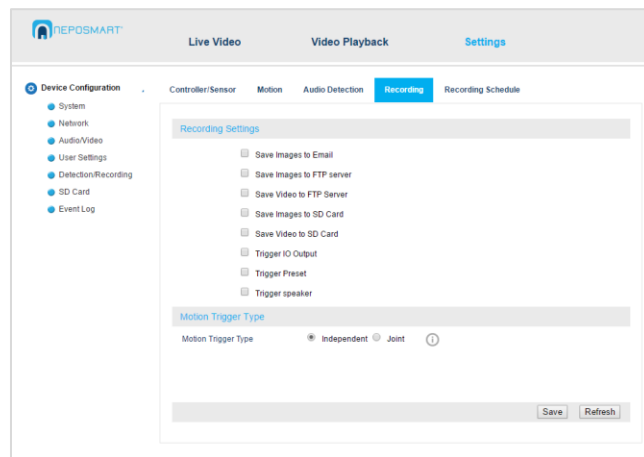 NEPOSMART
Live Video Video Playback Settings
Device Configuration
System
Network
Audio/Video
User Settings
Detection/Recording
SD Card
Event Log
Controller/Sensor Motion Audio Detection Recording Recording Schedule
Recording Settings
Save Images to Email
Save Images to FTP server
Save Video to FTP Server
Save Images to SD Card
Save Video to SD Card
Trigger IO Output
Trigger Preset
Trigger speaker
Motion Trigger Type
Motion Trigger Type Independent Joint
Save Refresh